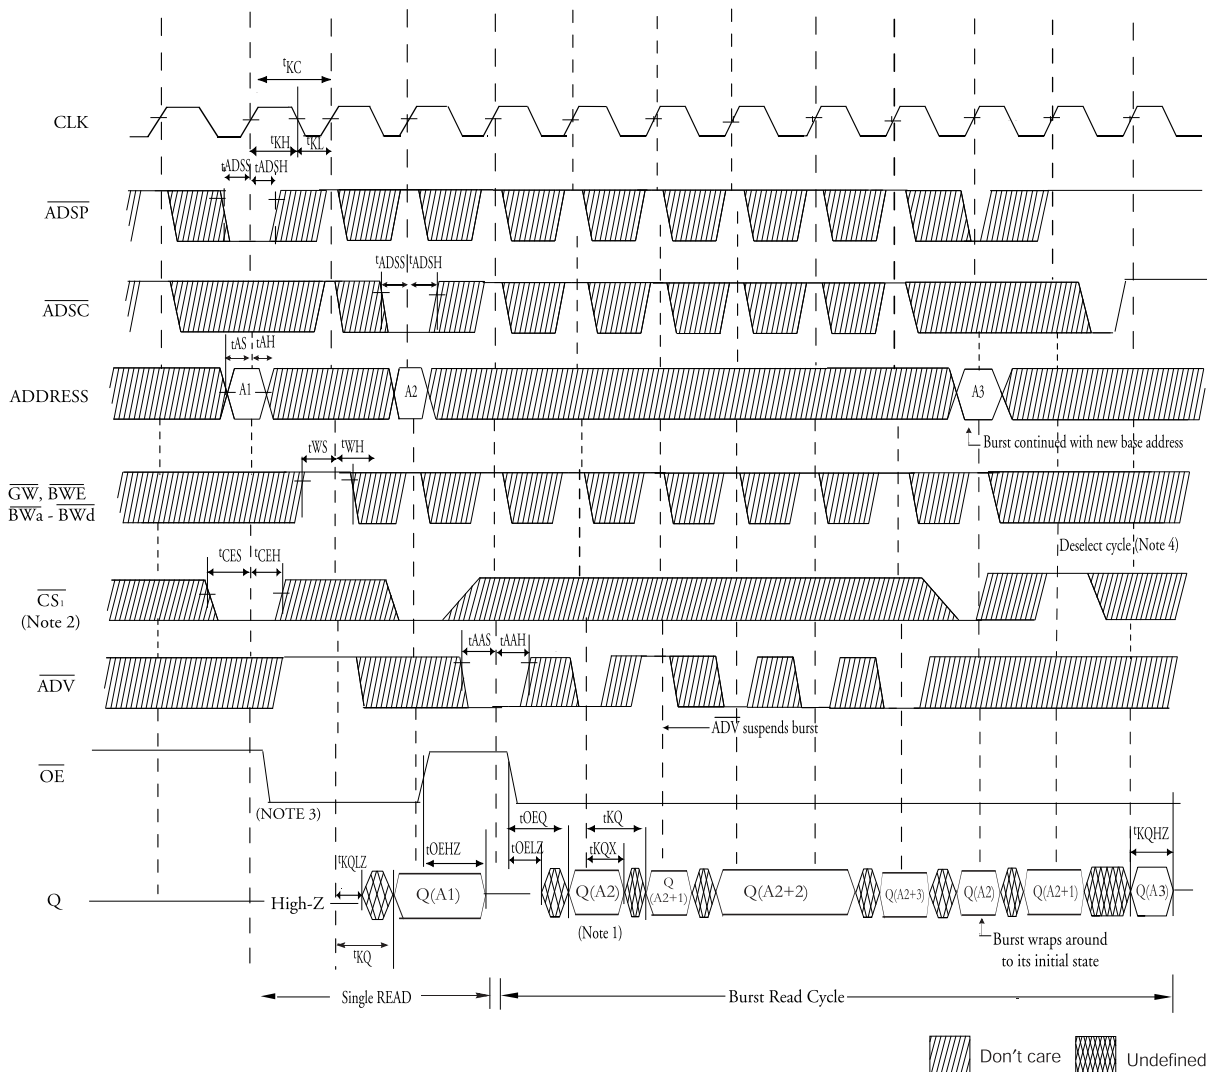 tKC
CLK
tKH tKL
tADSS tADSH
ADSP
tADSS tADSH
ADSC
tAS tAH
ADDRESS A1 A2 A3
Burst continued with new base address
tWS tWH
GW, BWE
BWa - BWd
Deselect cycle (Note 4)
tCES tCEH
CS1
(Note 2)
tAAS tAAH
ADV
ADV suspends burst
OE
(NOTE 3)
tOEQ tKQ
tKQHZ
tOEHZ tOELZ tKQX
tKQLZ
Q High-Z Q(A1) Q(A2) Q(A2+1) Q(A2+2) Q(A2+3) Q(A2) Q(A2+1) Q(A3)
(Note 1)
tKQ
Burst wraps around
to its initial state
Single READ Burst Read Cycle
Don't care Undefined